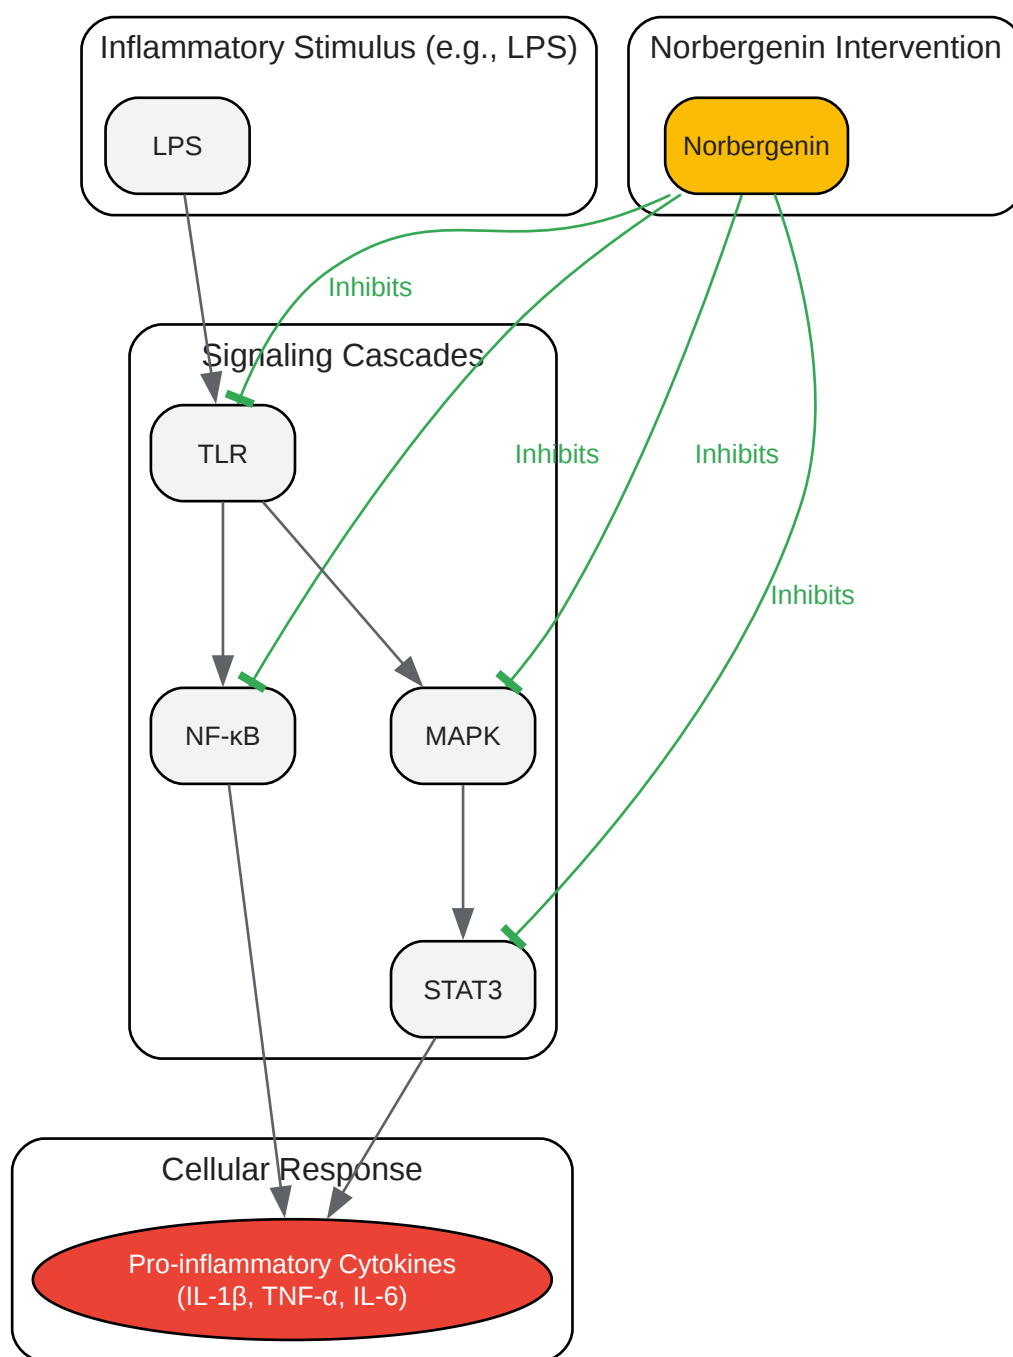 Inflammatory Stimulus (e.g., LPS)
Norbergenin Intervention
LPS
Norbergenin
Inhibits
Signaling Cascades
TLR
Inhibits
Inhibits
Inhibits
NF-κB
MAPK
STAT3
Cellular Response
Pro-inflammatory Cytokines
(IL-1β, TNF-α, IL-6)